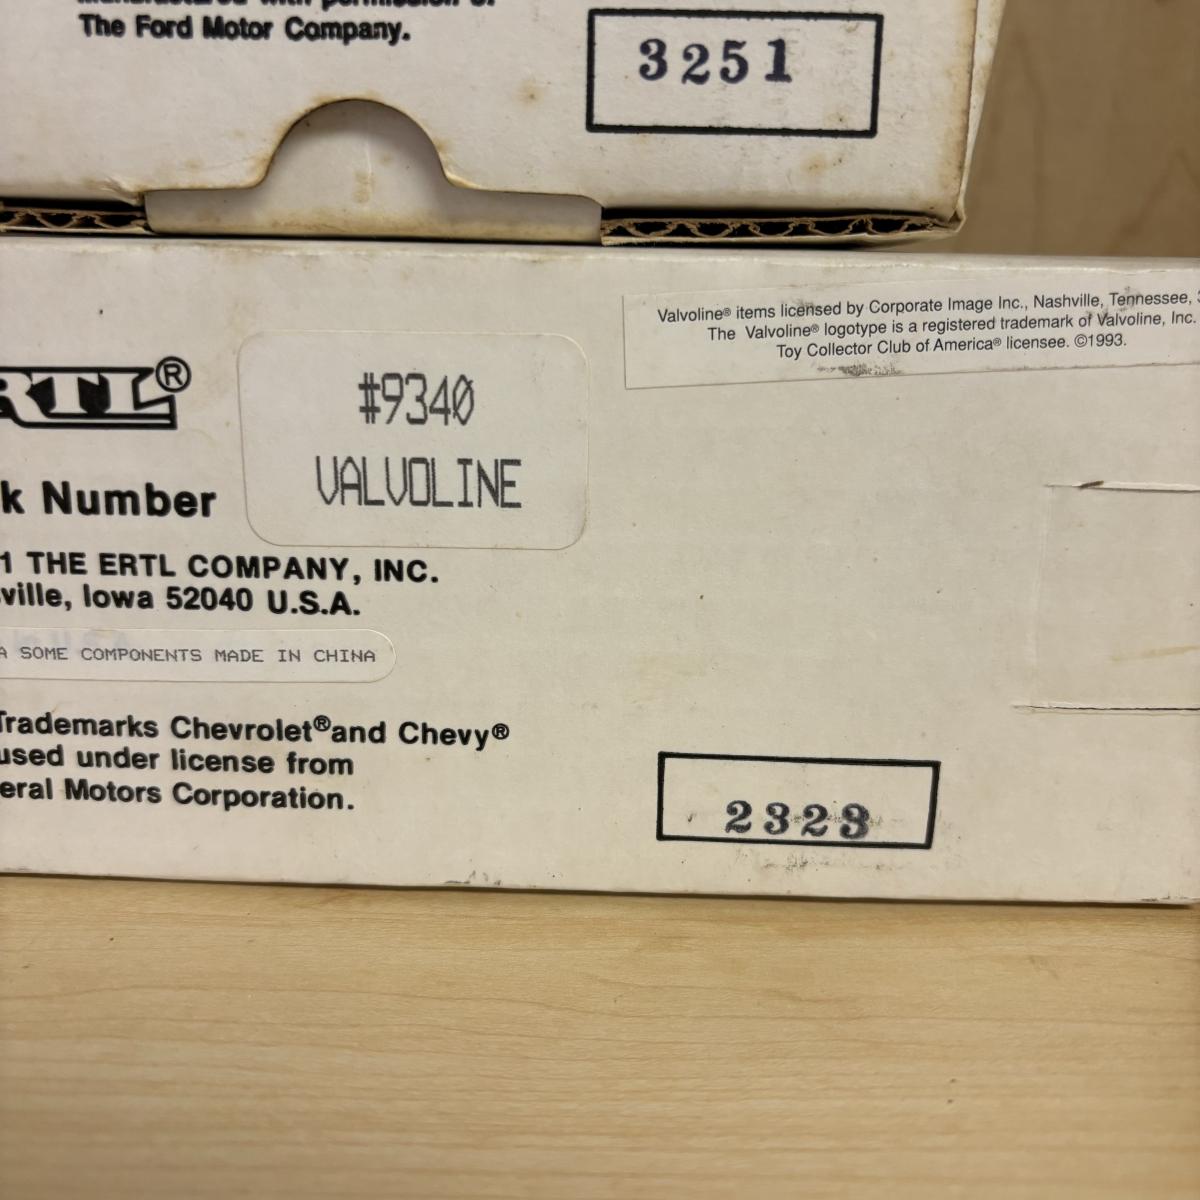 The Ford Motor Company.
3251
Valvoline® items licensed by Corporate Image Inc., Nashville, Tennessee,
The Valvoline® logotype is a registered trademark of Valvoline, Inc.
Toy Collector Club of America® licensee. ©1993.
RTL®
#9340
VALVOLINE
k Number
1 THE ERTL COMPANY, INC.
sville, Iowa 52040 U.S.A.
A SOME COMPONENTS MADE IN CHINA
Trademarks Chevrolet® and Chevy®
used under license from
eral Motors Corporation.
2323